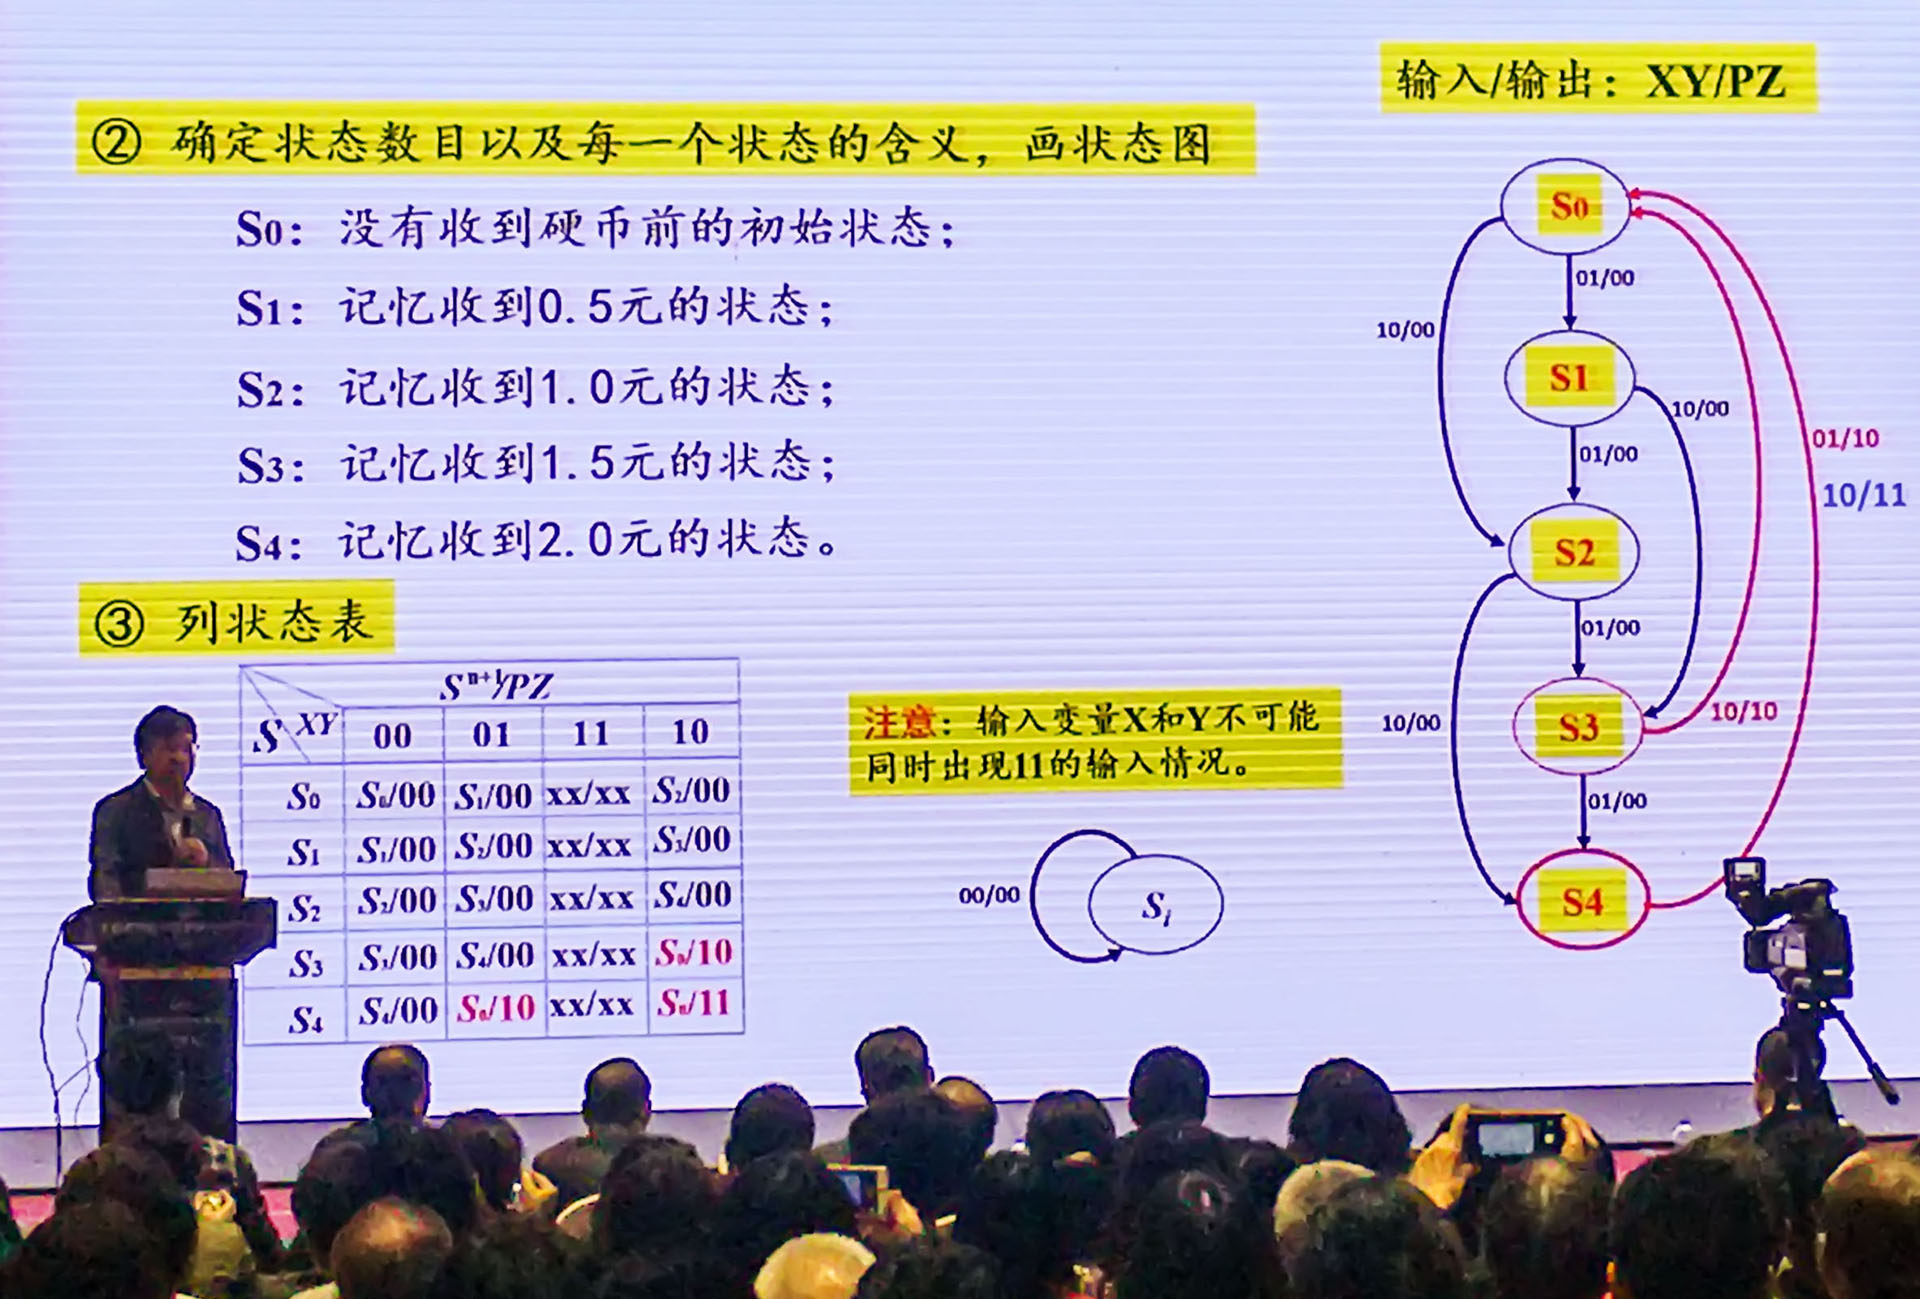 输入/输出：XY/PZ
② 确定状态数目以及每一个状态的含义，画状态图
S0：没有收到硬币前的初始状态；
S1：记忆收到0.5元的状态；
S2：记忆收到1.0元的状态；
S3：记忆收到1.5元的状态；
S4：记忆收到2.0元的状态。
③ 列状态表
Sn+1/PZ
S XY 00 01 11 10
S0 S0/00 S1/00 xx/xx S2/00
S1 S1/00 S2/00 xx/xx S3/00
S2 S2/00 S3/00 xx/xx S4/00
S3 S3/00 S4/00 xx/xx S0/10
S4 S4/00 S0/10 xx/xx S0/11
注意：输入变量X和Y不可能
同时出现11的输入情况。
00/00
Si
S0
01/00
10/00
S1
10/00
01/00
01/10
10/11
S2
01/00
10/00
S3
10/10
01/00
S4